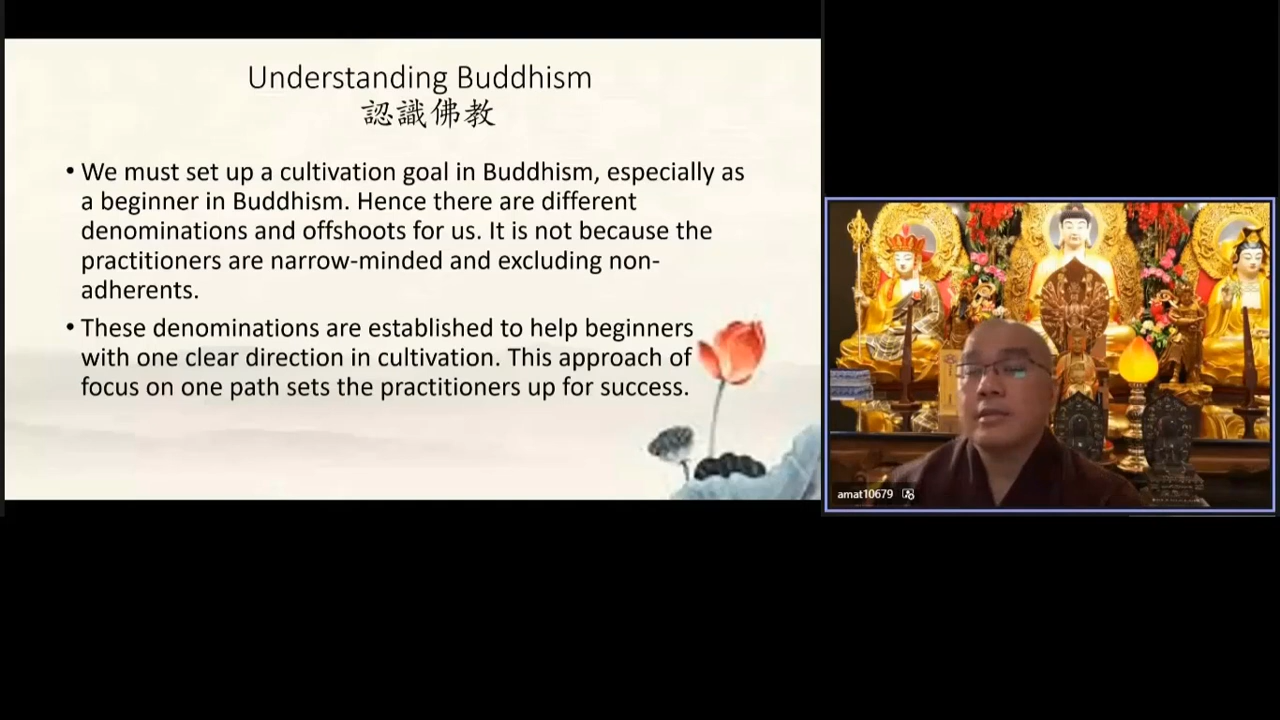 Understanding Buddhism
認識佛教
• We must set up a cultivation goal in Buddhism, especially as
a beginner in Buddhism. Hence there are different
denominations and offshoots for us. It is not because the
practitioners are narrow-minded and excluding non-
adherents.
• These denominations are established to help beginners
with one clear direction in cultivation. This approach of
focus on one path sets the practitioners up for success.
amat10679